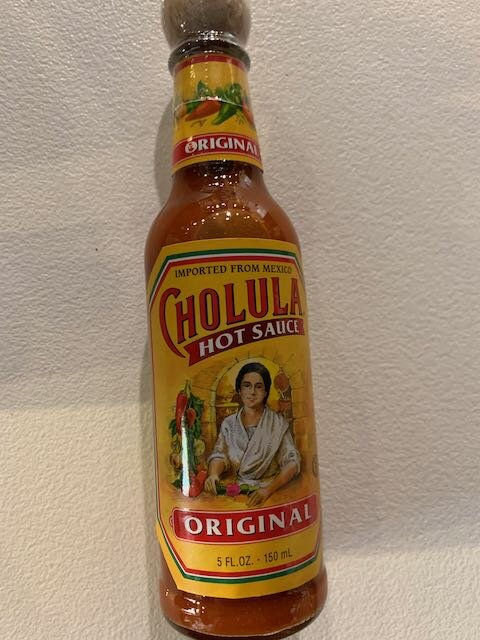 ORIGINAL
IMPORTED FROM MEXICO
CHOLULA
HOT SAUCE
ORIGINAL
5 FL.OZ. - 150 mL